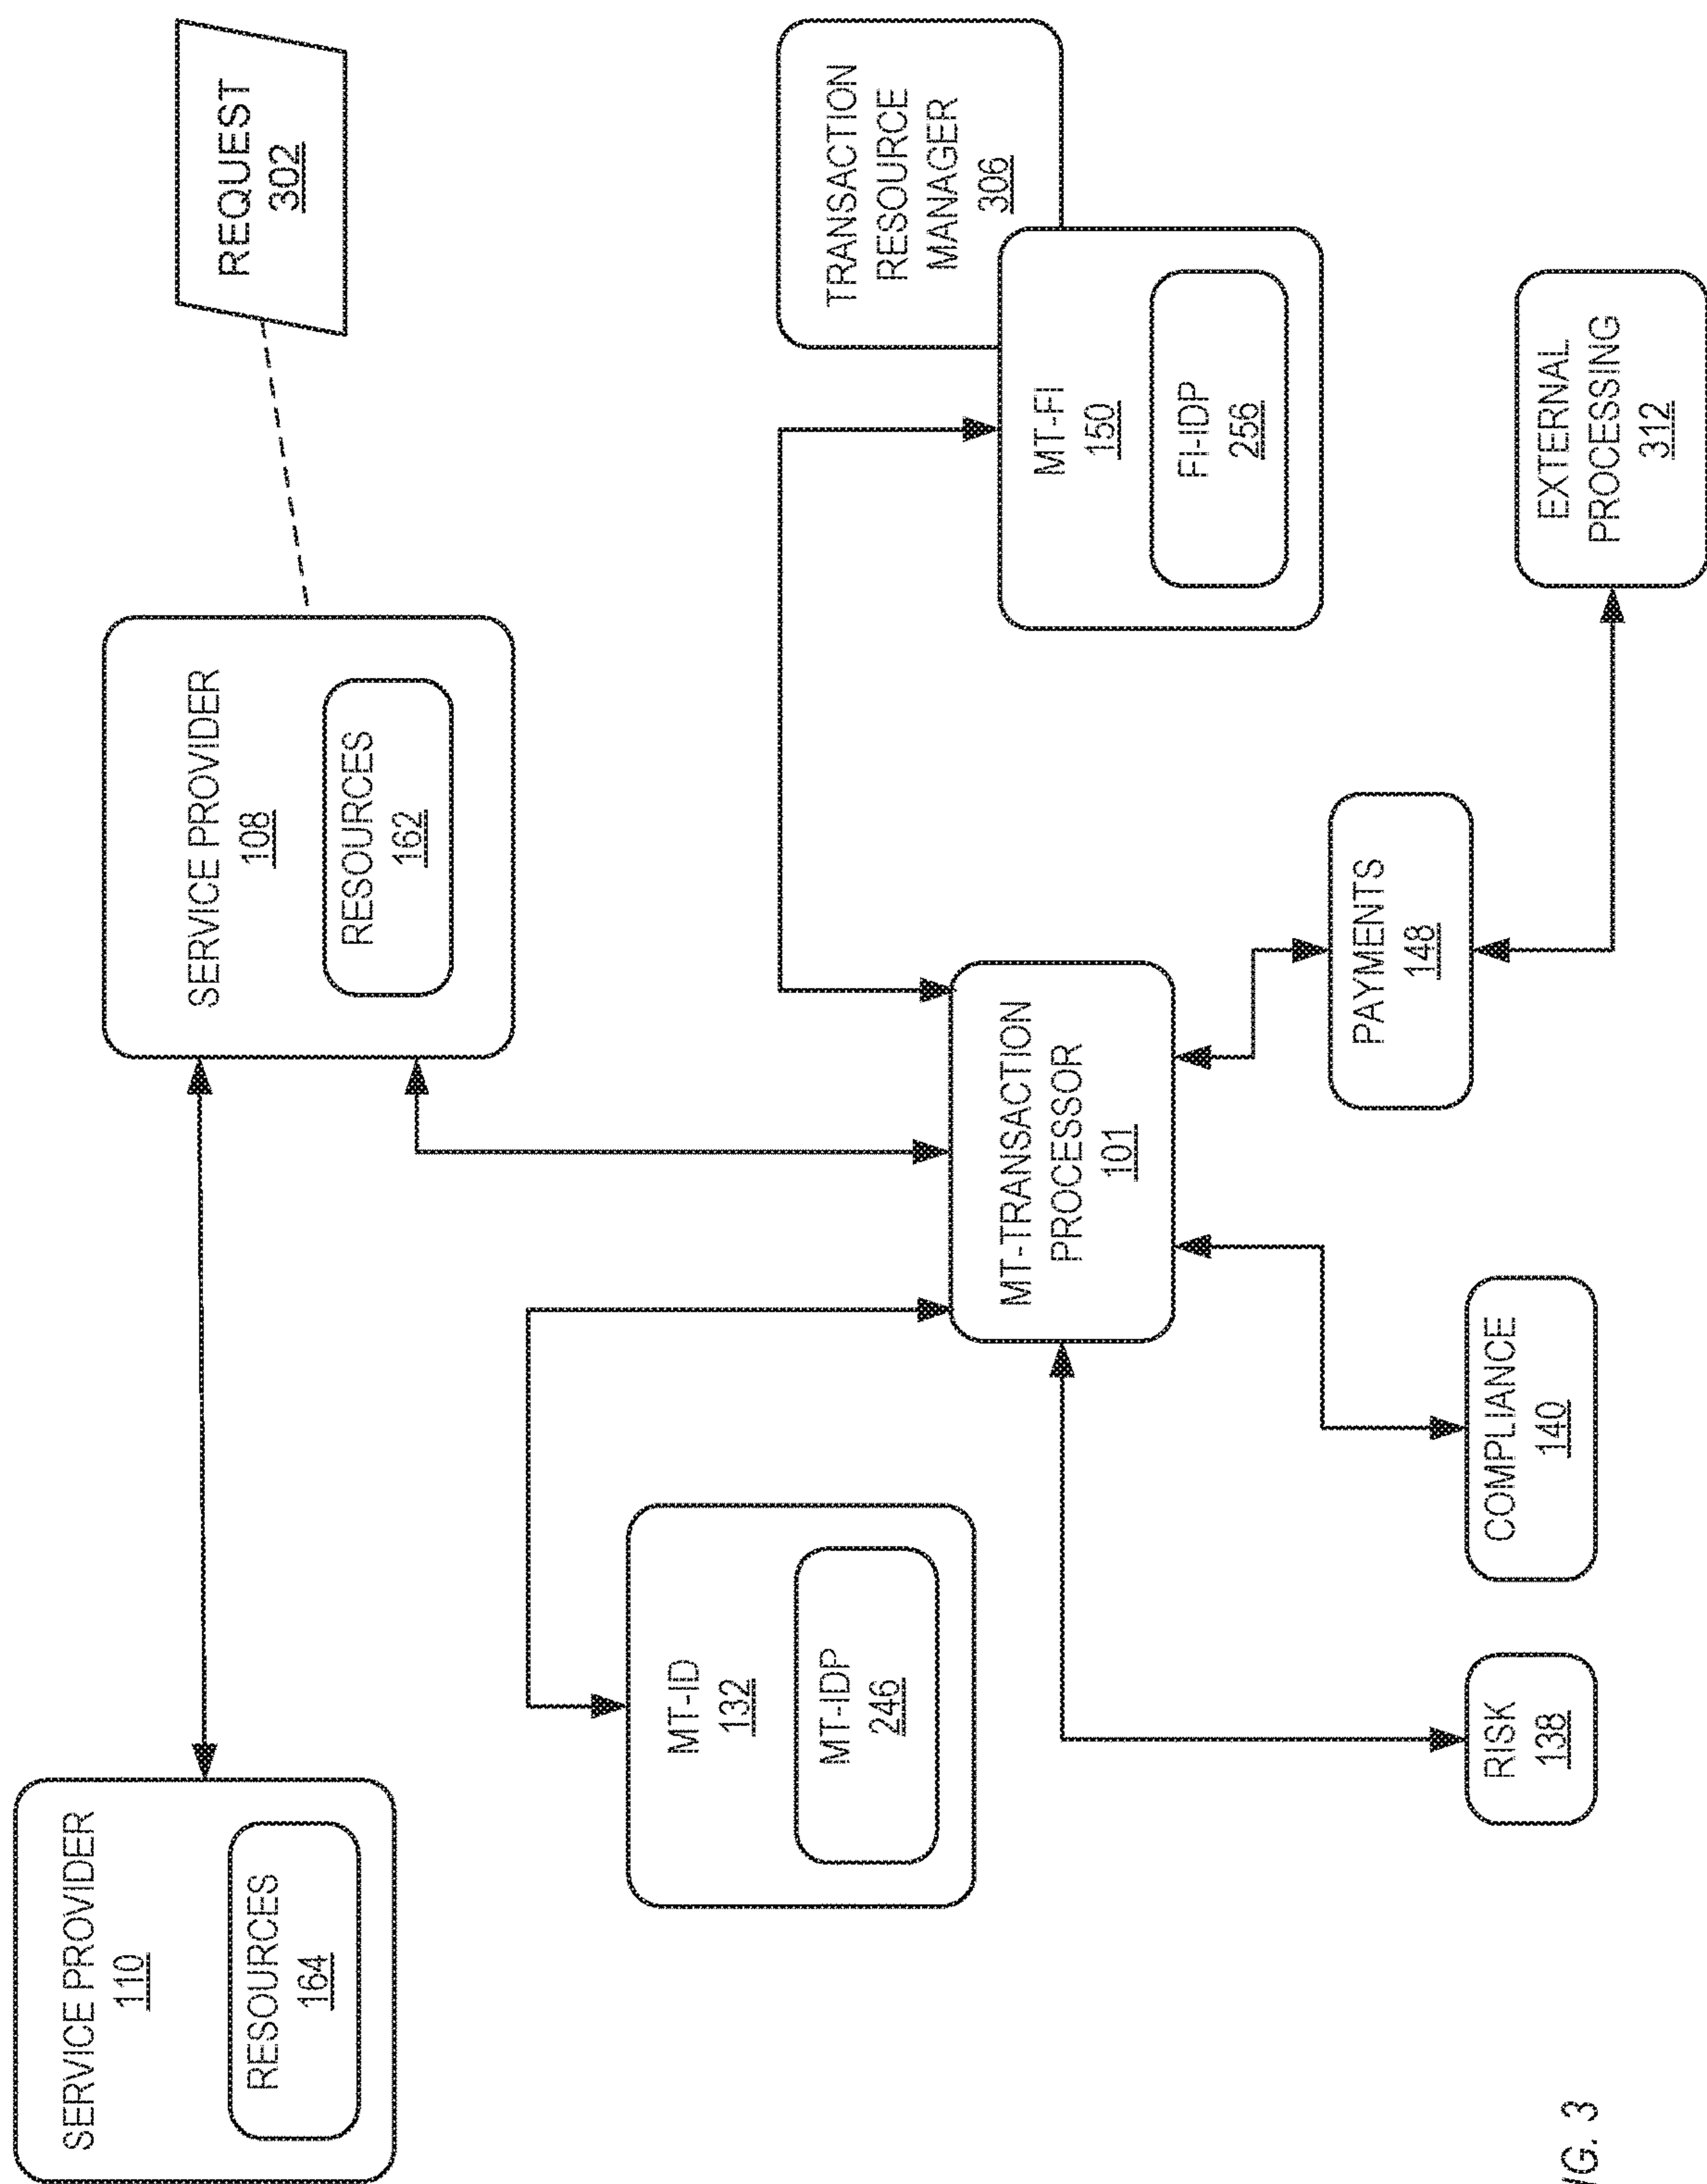 SERVICE PROVIDER
110
RESOURCES
164
SERVICE PROVIDER
108
RESOURCES
162
REQUEST
302
MT-ID
132
MT-IDP
246
MT-TRANSACTION
PROCESSOR
101
TRANSACTION
RESOURCE
MANAGER
306
MT-FI
150
FI-IDP
256
RISK
138
COMPLIANCE
140
PAYMENTS
148
EXTERNAL
PROCESSING
312
IG. 3